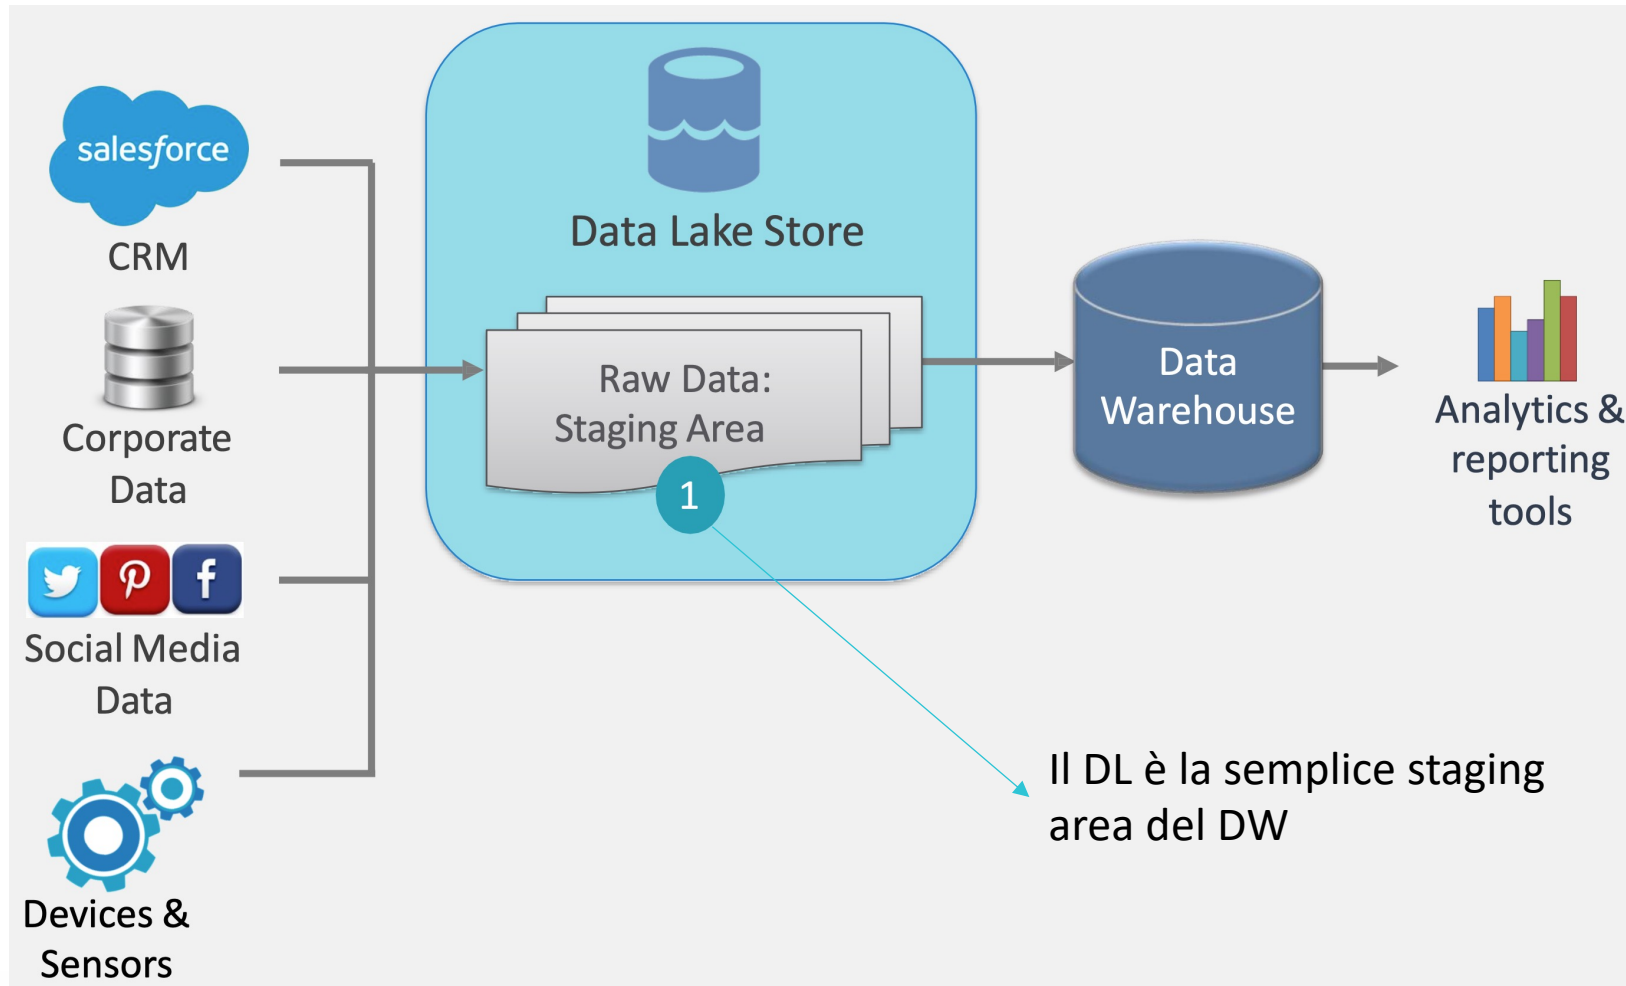 salesforce
CRM
Corporate
Data
Social Media
Data
Devices &
Sensors
Data Lake Store
Raw Data:
Staging Area
1
Data
Warehouse
Analytics &
reporting
tools
Il DL è la semplice staging
area del DW